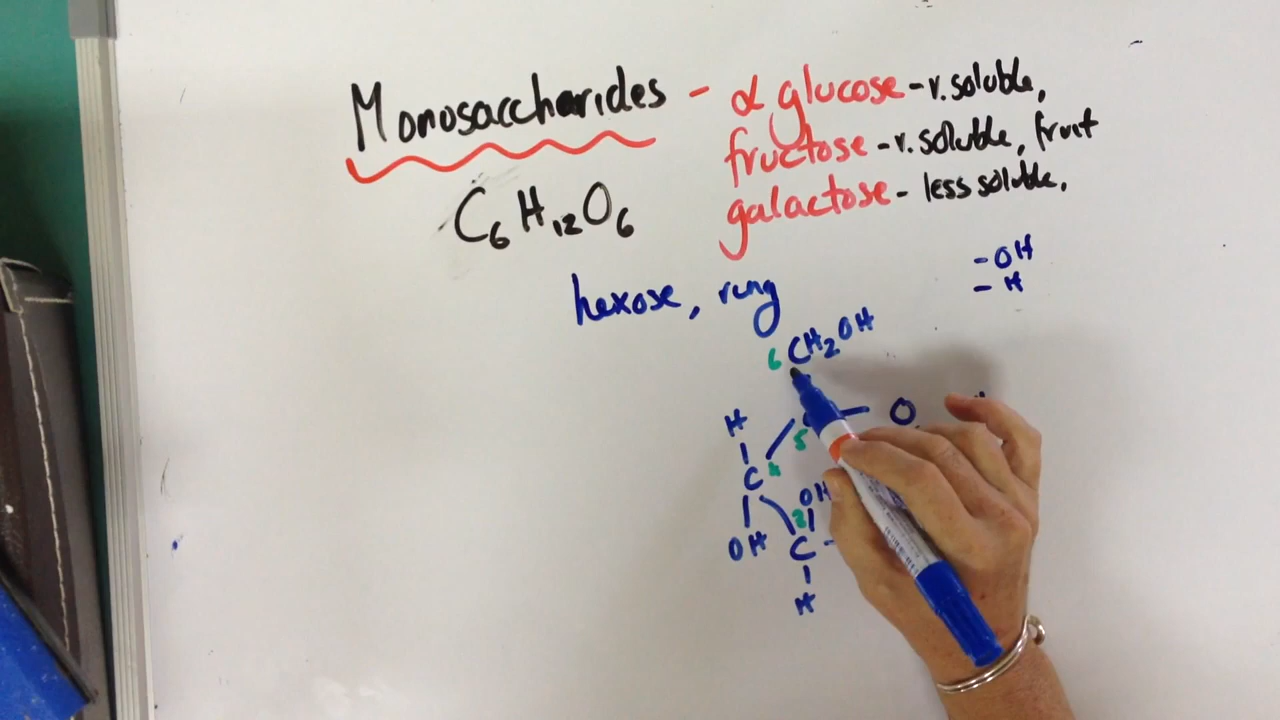 Monosaccharides - α glucose - v. soluble,
fructose - v. soluble, fruit
galactose - less soluble,
C6H12O6
hexose, ring
- OH
- H
6 CH2OH
H
O
5
C 4
OH
3
OH
C -
H